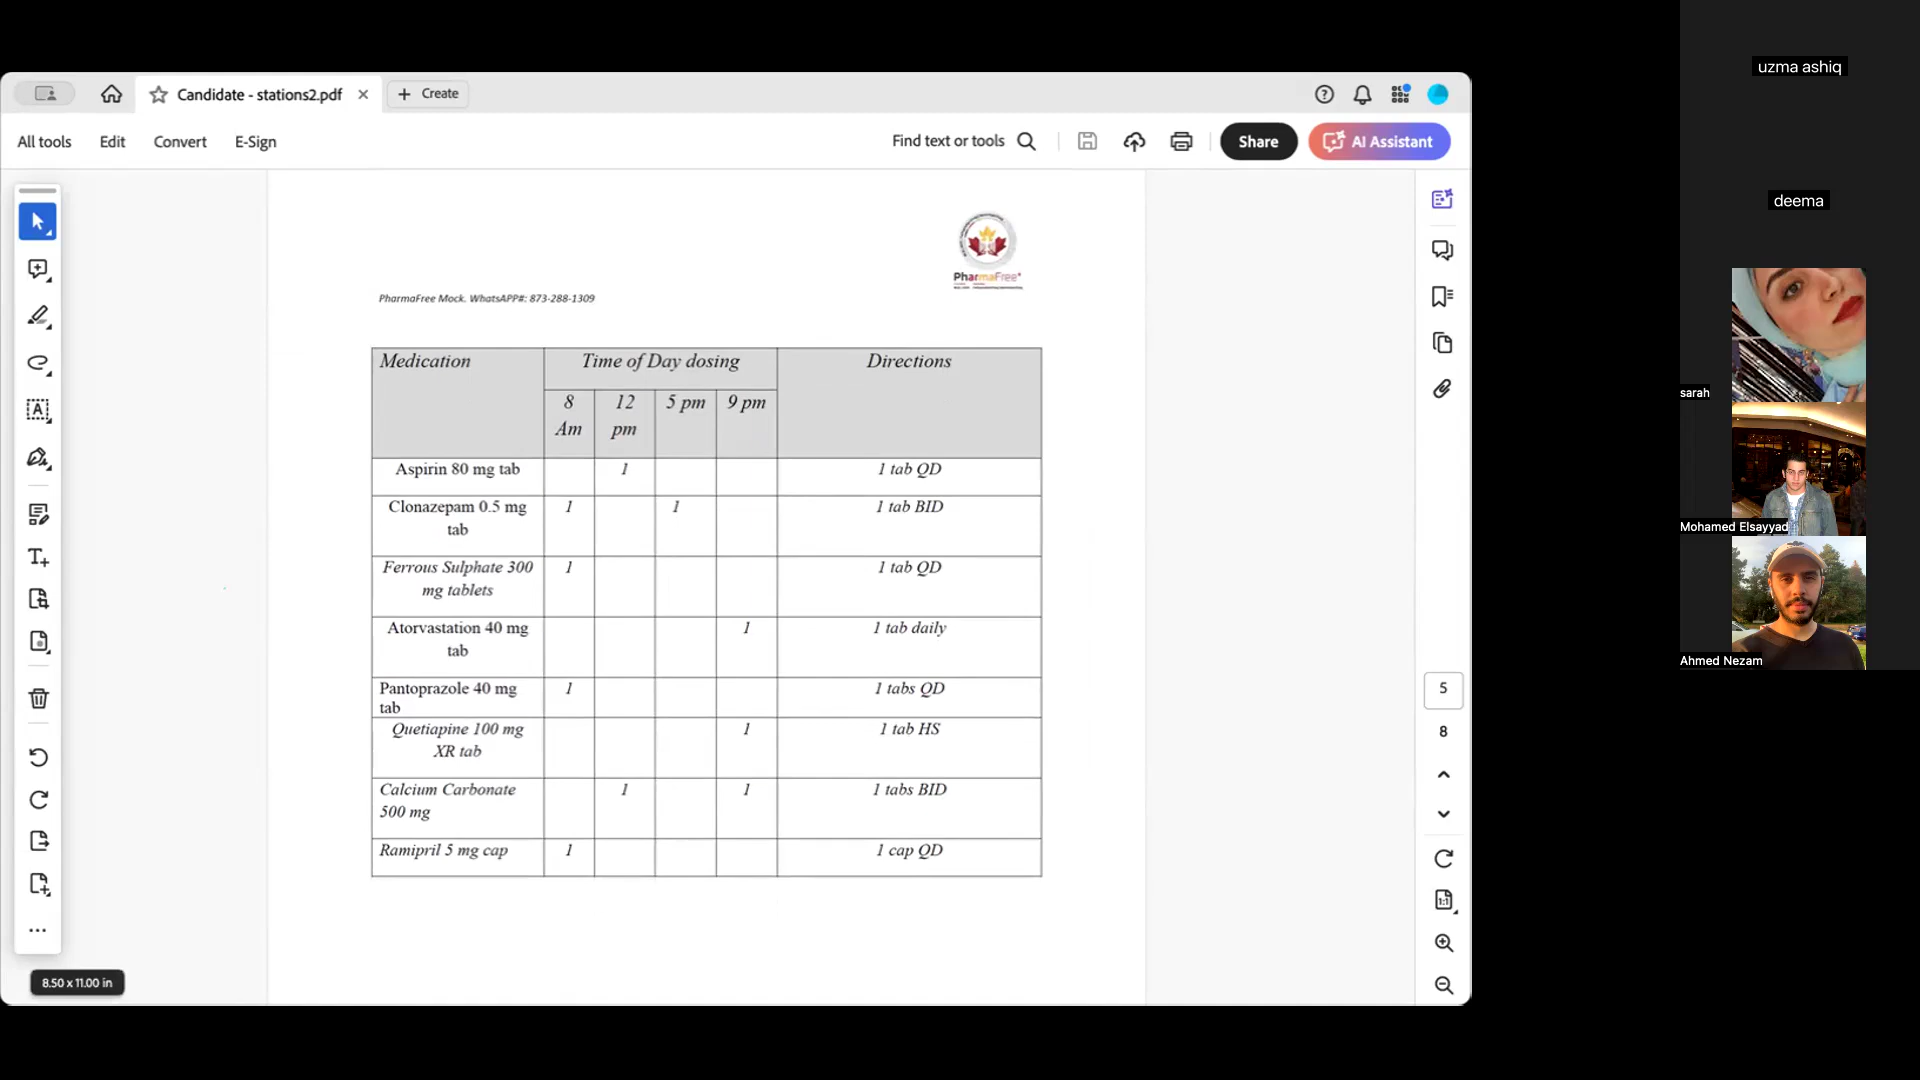 uzma ashiq
Candidate - stations2.pdf
Create
All tools
Edit
Convert
E-Sign
Find text or tools
Share
AI Assistant
deema
PharmaFree*
PharmaFree Mock. WhatsAPP#: 873-288-1309
Medication
Time of Day dosing
Directions
8 Am
12 pm
5 pm
9 pm
Aspirin 80 mg tab
1
1 tab QD
Clonazepam 0.5 mg
tab
1
1
1 tab BID
Ferrous Sulphate 300
mg tablets
1
1 tab QD
Atorvastation 40 mg
tab
1
1 tab daily
Pantoprazole 40 mg
tab
1
1 tabs QD
Quetiapine 100 mg
XR tab
1
1 tab HS
Calcium Carbonate
500 mg
1
1
1 tabs BID
Ramipril 5 mg cap
1
1 cap QD
sarah
Mohamed Elsayyad
Ahmed Nezam
5
8
1:1
8.50 x 11.00 in